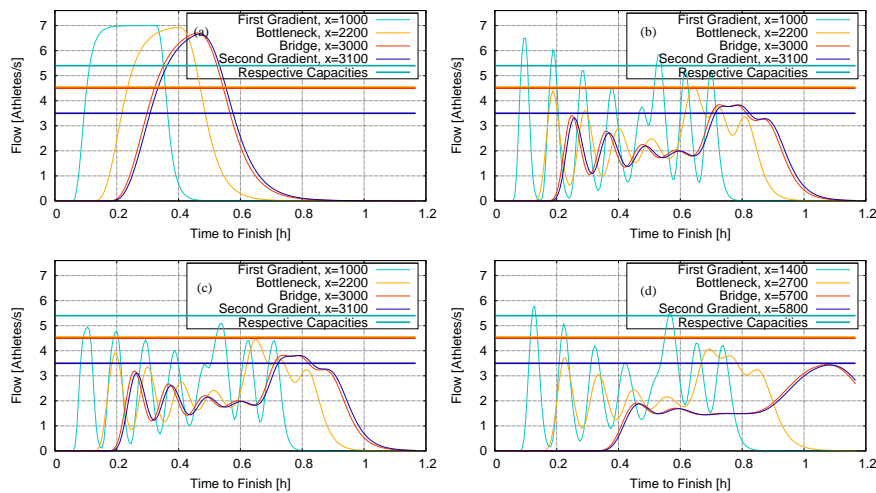 (a)
First Gradient, x=1000
Bottleneck, x=2200
Bridge, x=3000
Second Gradient, x=3100
Respective Capacities
Flow [Athletes/s]
7
6
5
4
3
2
1
0
0 0.2 0.4 0.6 0.8 1 1.2
Time to Finish [h]
(b)
First Gradient, x=1000
Bottleneck, x=2200
Bridge, x=3000
Second Gradient, x=3100
Respective Capacities
Flow [Athletes/s]
7
6
5
4
3
2
1
0
0 0.2 0.4 0.6 0.8 1 1.2
Time to Finish [h]
(c)
First Gradient, x=1000
Bottleneck, x=2200
Bridge, x=3000
Second Gradient, x=3100
Respective Capacities
Flow [Athletes/s]
7
6
5
4
3
2
1
0
0 0.2 0.4 0.6 0.8 1 1.2
Time to Finish [h]
(d)
First Gradient, x=1400
Bottleneck, x=2700
Bridge, x=5700
Second Gradient, x=5800
Respective Capacities
Flow [Athletes/s]
7
6
5
4
3
2
1
0
0 0.2 0.4 0.6 0.8 1 1.2
Time to Finish [h]